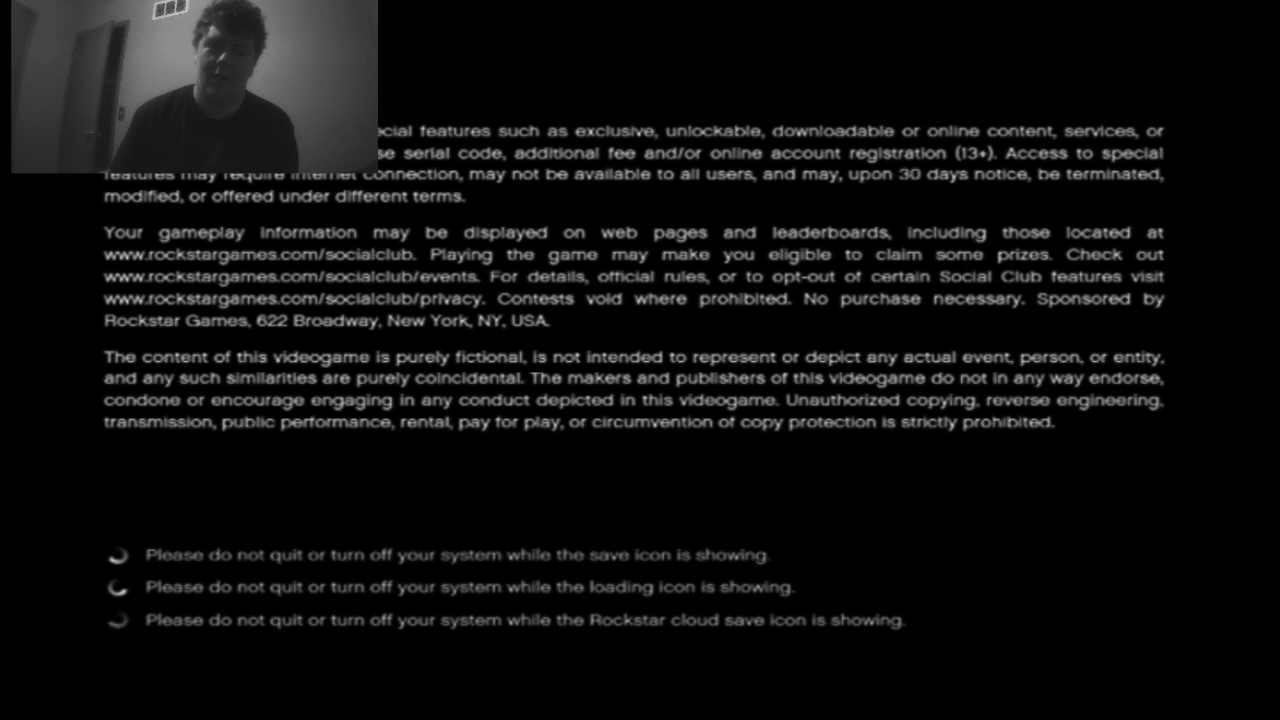 special features such as exclusive, unlockable, downloadable or online content, services, or
serial code, additional fee and/or online account registration (13+). Access to special
features may require internet connection, may not be available to all users, and may, upon 30 days notice, be terminated,
modified, or offered under different terms.
Your gameplay information may be displayed on web pages and leaderboards, including those located at
www.rockstargames.com/socialclub. Playing the game may make you eligible to claim some prizes. Check out
www.rockstargames.com/socialclub/events. For details, official rules, or to opt-out of certain Social Club features visit
www.rockstargames.com/socialclub/privacy. Contests void where prohibited. No purchase necessary. Sponsored by
Rockstar Games, 622 Broadway, New York, NY, USA.
The content of this videogame is purely fictional, is not intended to represent or depict any actual event, person, or entity,
and any such similarities are purely coincidental. The makers and publishers of this videogame do not in any way endorse,
condone or encourage engaging in any conduct depicted in this videogame. Unauthorized copying, reverse engineering,
transmission, public performance, rental, pay for play, or circumvention of copy protection is strictly prohibited.
Please do not quit or turn off your system while the save icon is showing.
Please do not quit or turn off your system while the loading icon is showing.
Please do not quit or turn off your system while the Rockstar cloud save icon is showing.